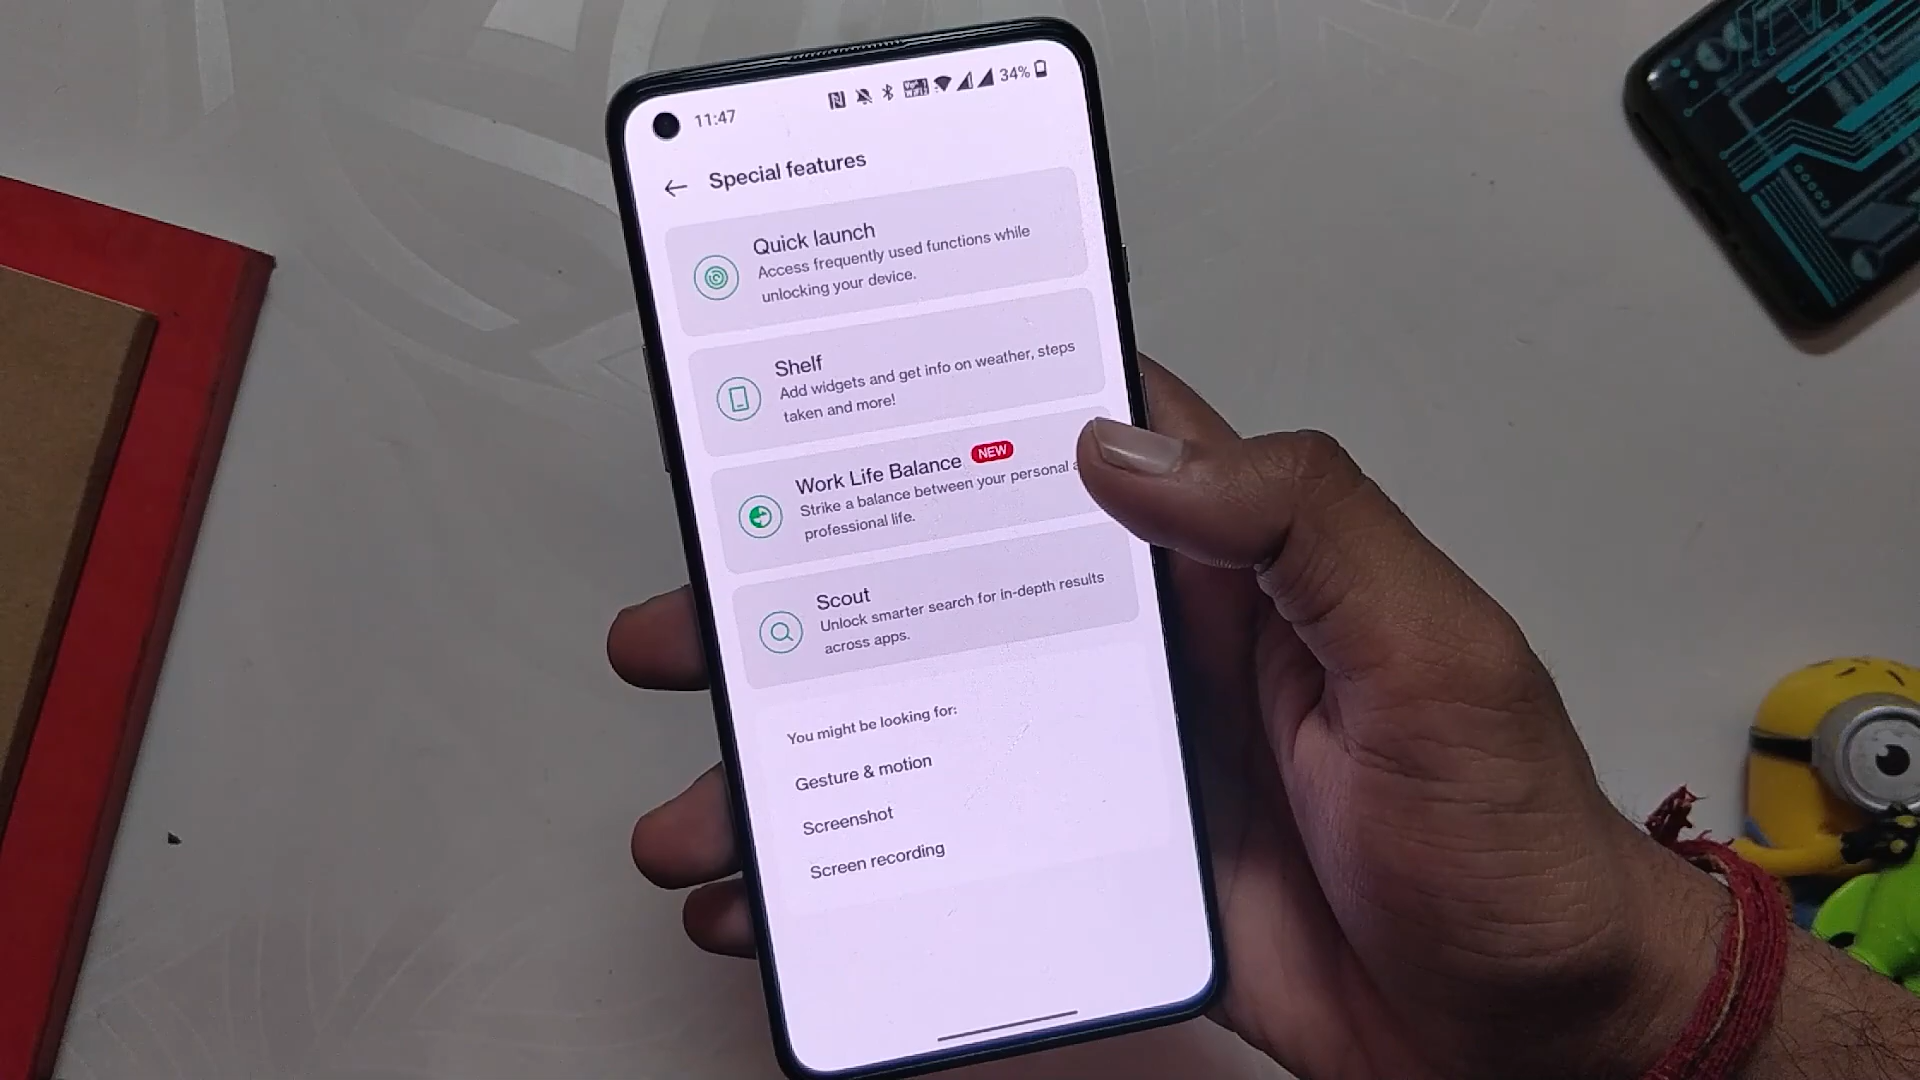 11:47
34%
Special features
Quick launch
Access frequently used functions while
unlocking your device.
Shelf
Add widgets and get info on weather, steps
taken and more!
Work Life Balance NEW
Strike a balance between your personal
professional life.
Scout
Unlock smarter search for in-depth results
across apps.
You might be looking for:
Gesture & motion
Screenshot
Screen recording